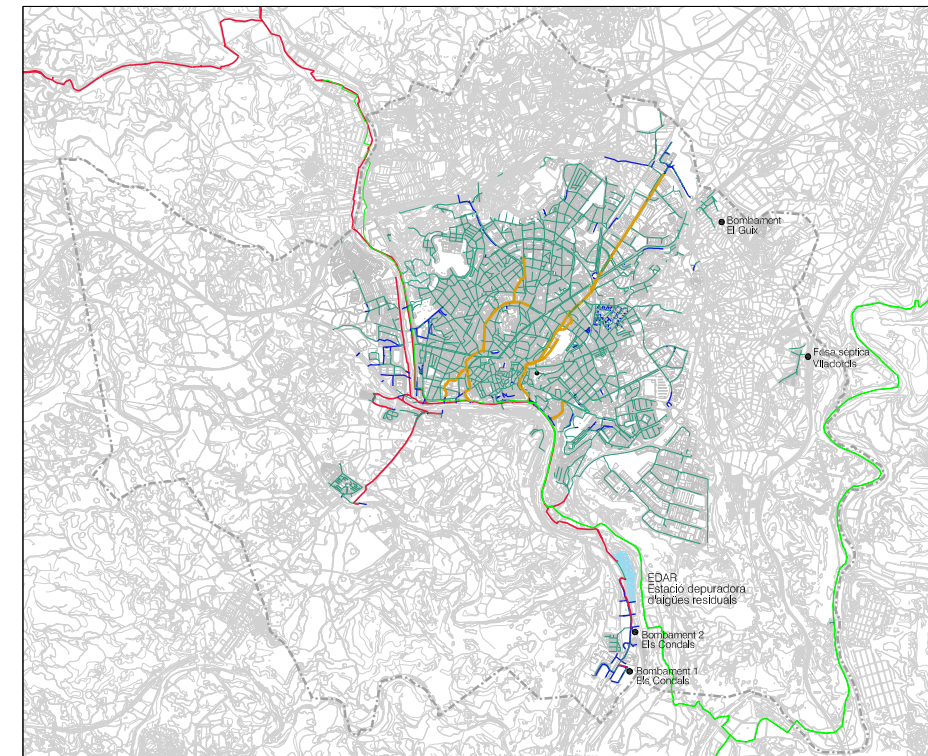 Bombament
El Guix
Fosa sèptica
Viladordis
EDAR
Estació depuradora
d'aigües residuals
Bombament 2
Els Condals
Bombament 1
Els Condals